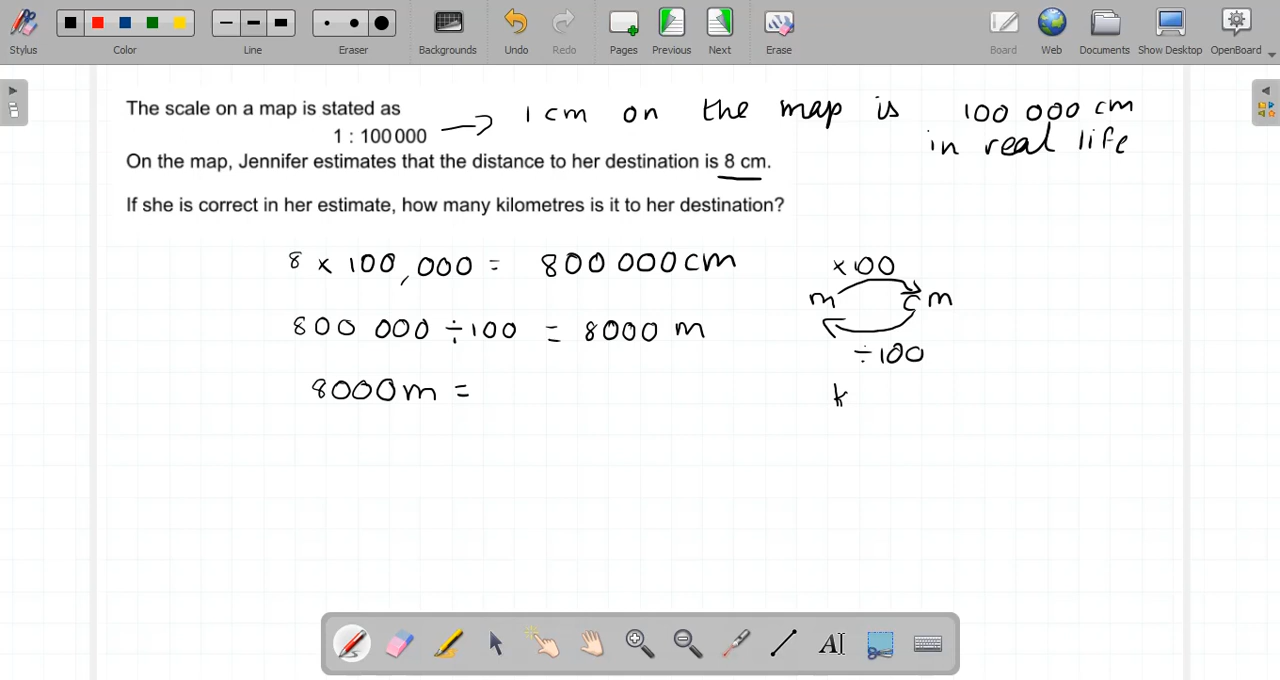 Stylus Color Line Eraser Backgrounds Undo Redo Pages Previous Next Erase Board Web Documents Show Desktop OpenBoard
The scale on a map is stated as
1 : 100 000 → 1 cm on the map is 100 000 cm
in real life
On the map, Jennifer estimates that the distance to her destination is 8 cm.
If she is correct in her estimate, how many kilometres is it to her destination?
8 × 100,000 = 800 000 cm
×100
m cm
800 000 ÷100 = 8000 m
÷100
8000m =
k
AI